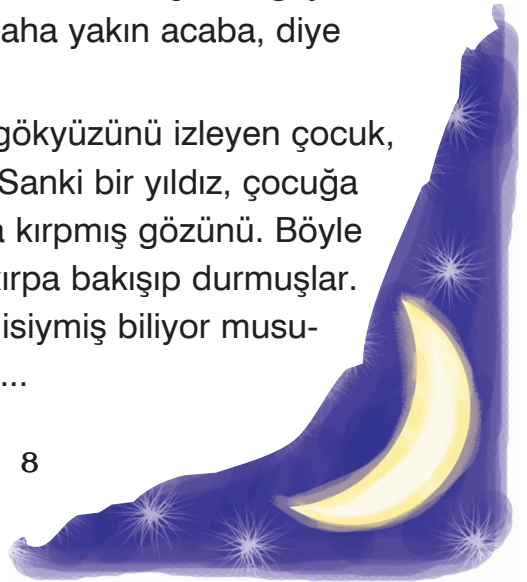 aha yakın acaba, diye
gökyüzünü izleyen çocuk,
Sanki bir yıldız, çocuğa
a kırpmış gözünü. Böyle
kırpa bakışıp durmuşlar.
isiymiş biliyor musu-
...
8